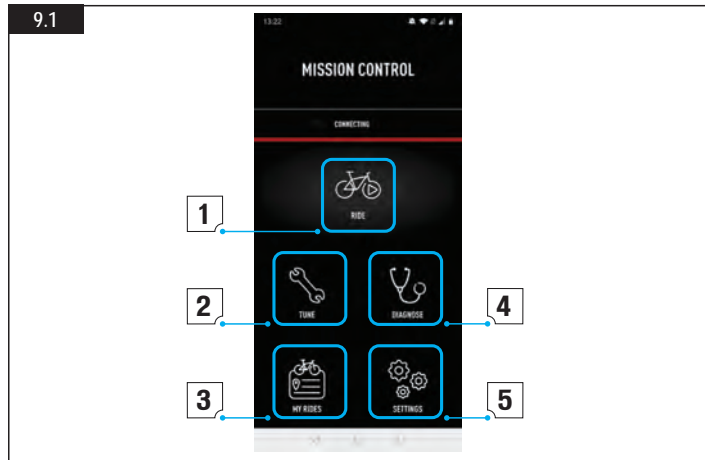 9.1
13:22
MISSION CONTROL
CONNECTING
1
RIDE
2
TUNE
DIAGNOSE
4
3
MY RIDES
SETTINGS
5